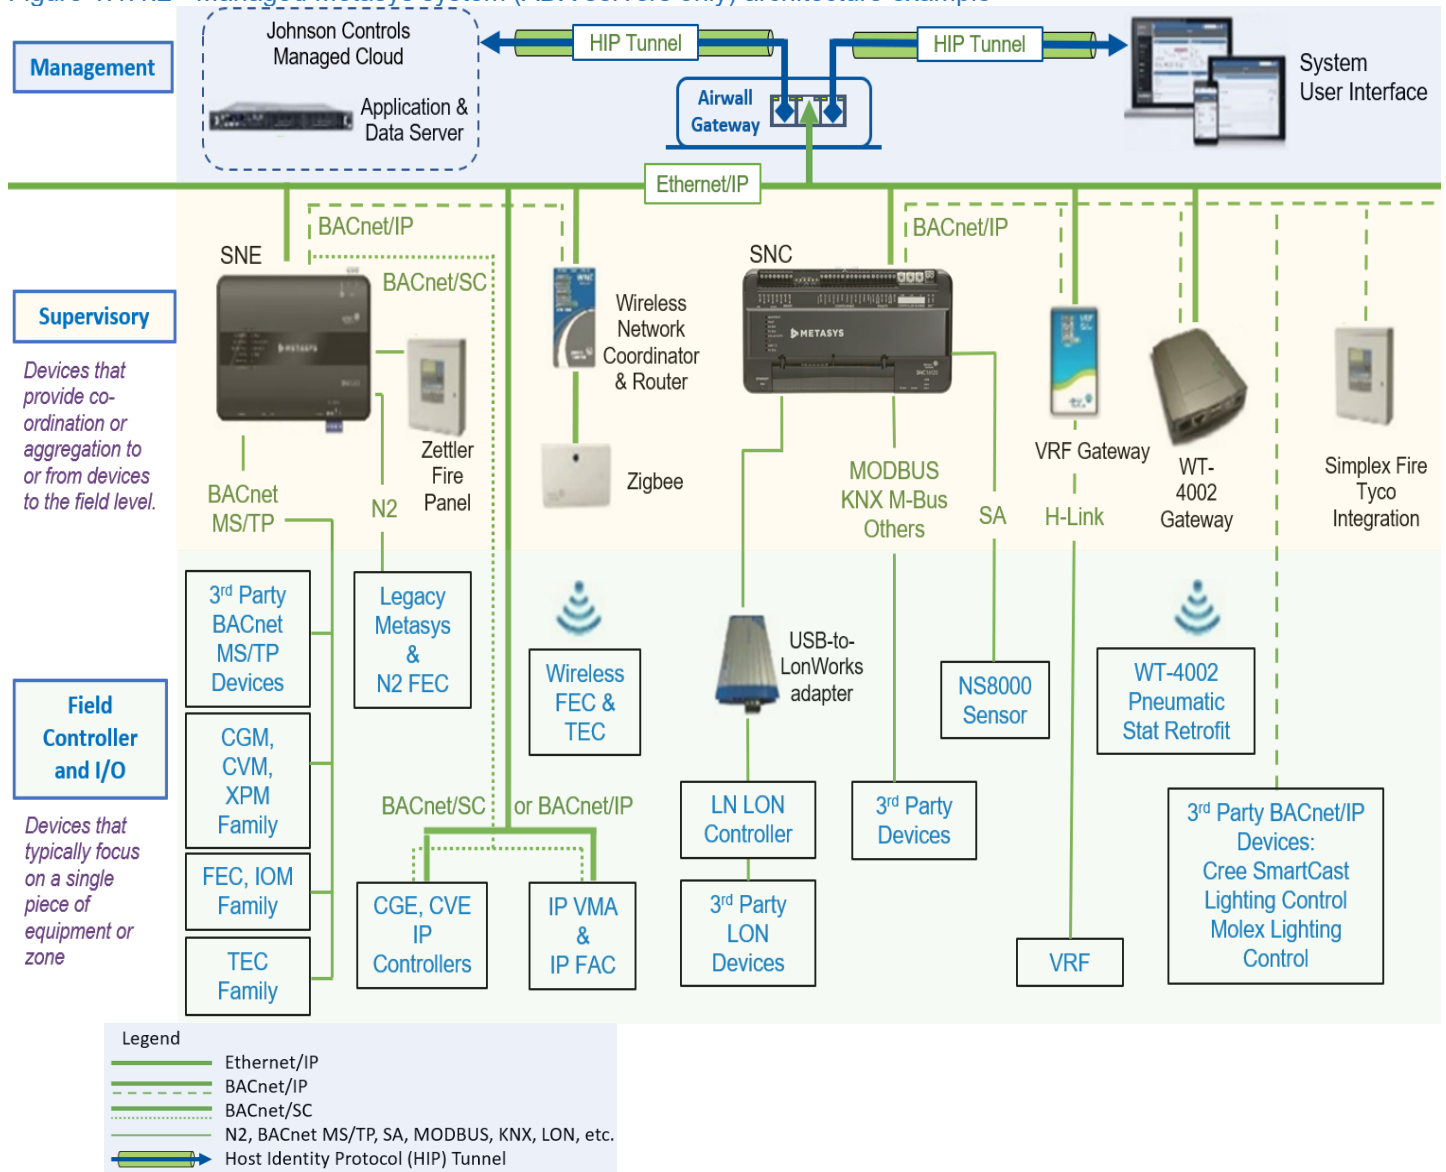 Johnson Controls
Managed Cloud
Application &
Data Server
HIP Tunnel
HIP Tunnel
Airwall
Gateway
System
User Interface
Management
Ethernet/IP
BACnet/IP
BACnet/SC
BACnet/IP
SNE
SNC
METASYS
METASYS
Supervisory
Devices that
provide co-
ordination or
aggregation to
or from devices
to the field level.
Wireless
Network
Coordinator
& Router
Zettler
Fire
Panel
Zigbee
VRF Gateway
WT-
4002
Gateway
Simplex Fire
Tyco
Integration
BACnet
MS/TP
N2
MODBUS
KNX M-Bus
Others
SA
H-Link
Field
Controller
and I/O
Devices that
typically focus
on a single
piece of
equipment or
zone
3rd Party
BACnet
MS/TP
Devices
Legacy
Metasys
&
N2 FEC
Wireless
FEC &
TEC
USB-to-
LonWorks
adapter
NS8000
Sensor
WT-4002
Pneumatic
Stat Retrofit
CGM,
CVM,
XPM
Family
FEC, IOM
Family
TEC
Family
BACnet/SC
or BACnet/IP
CGE, CVE
IP
Controllers
IP VMA
&
IP FAC
LN LON
Controller
3rd Party
LON
Devices
3rd Party
Devices
VRF
3rd Party BACnet/IP
Devices:
Cree SmartCast
Lighting Control
Molex Lighting
Control
Legend
Ethernet/IP
BACnet/IP
BACnet/SC
N2, BACnet MS/TP, SA, MODBUS, KNX, LON, etc.
Host Identity Protocol (HIP) Tunnel